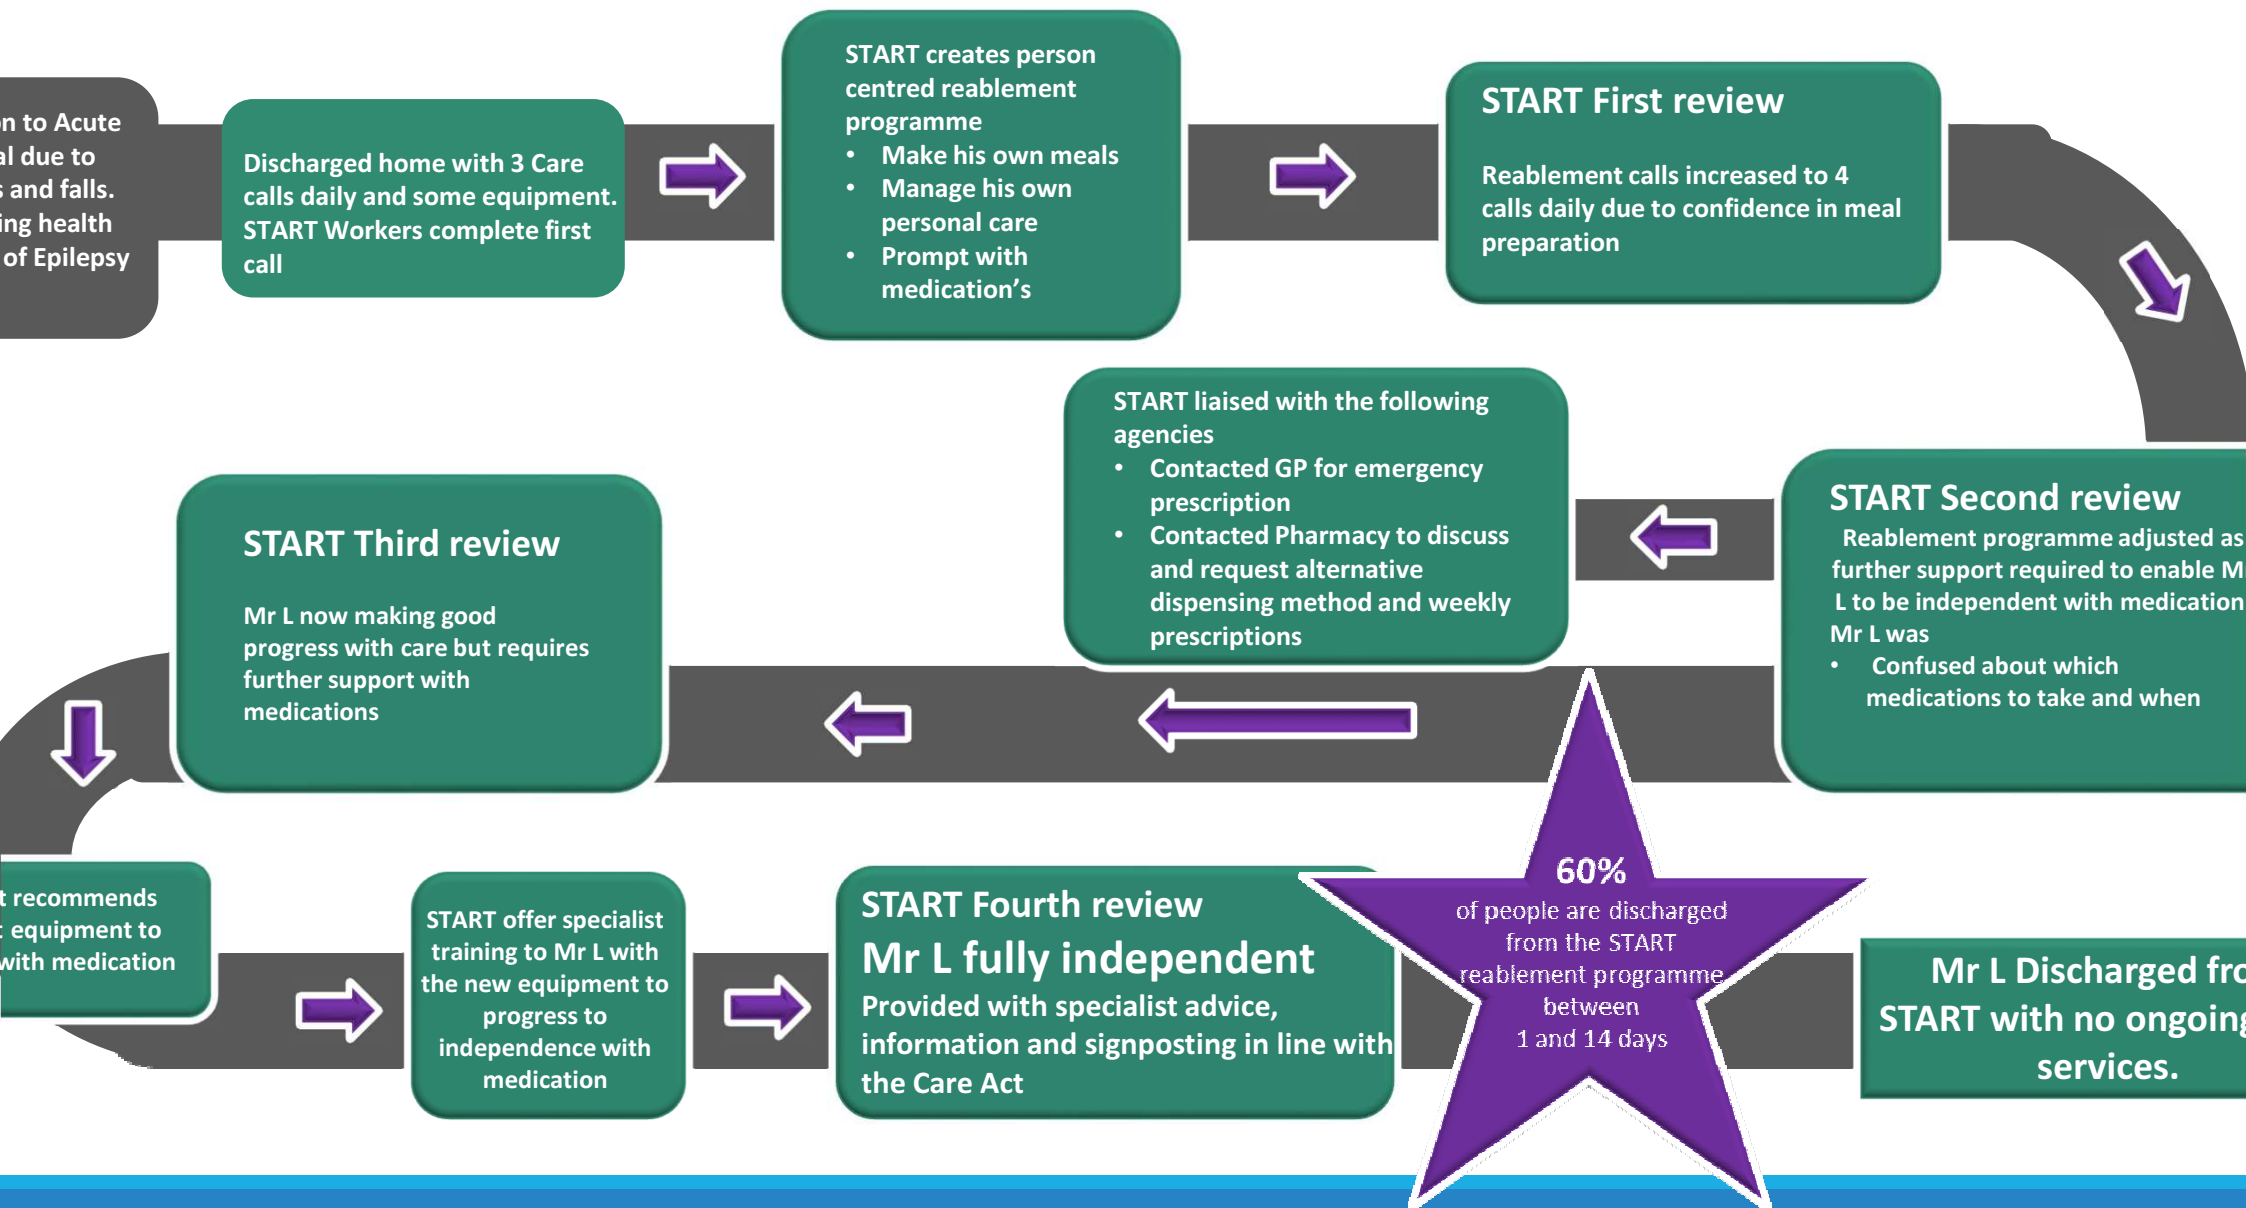 to Acute
due to
and falls.
health
of Epilepsy
Discharged home with 3 Care
calls daily and some equipment.
START Workers complete first
call
START creates person
centred reablement
programme
• Make his own meals
• Manage his own
personal care
• Prompt with
medication’s
START First review
Reablement calls increased to 4
calls daily due to confidence in meal
preparation
START Second review
Reablement programme adjusted as
further support required to enable
L to be independent with medication
Mr L was
• Confused about which
medications to take and when
START liaised with the following
agencies
• Contacted GP for emergency
prescription
• Contacted Pharmacy to discuss
and request alternative
dispensing method and weekly
prescriptions
START Third review
Mr L now making good
progress with care but requires
further support with
medications
recommends
equipment to
with medication
START offer specialist
training to Mr L with
the new equipment to
progress to
independence with
medication
START Fourth review
Mr L fully independent
Provided with specialist advice,
information and signposting in line with
the Care Act
60%
of people are discharged
from the START
reablement programme
between
1 and 14 days
Mr L Discharged
START with no ongoing
services.